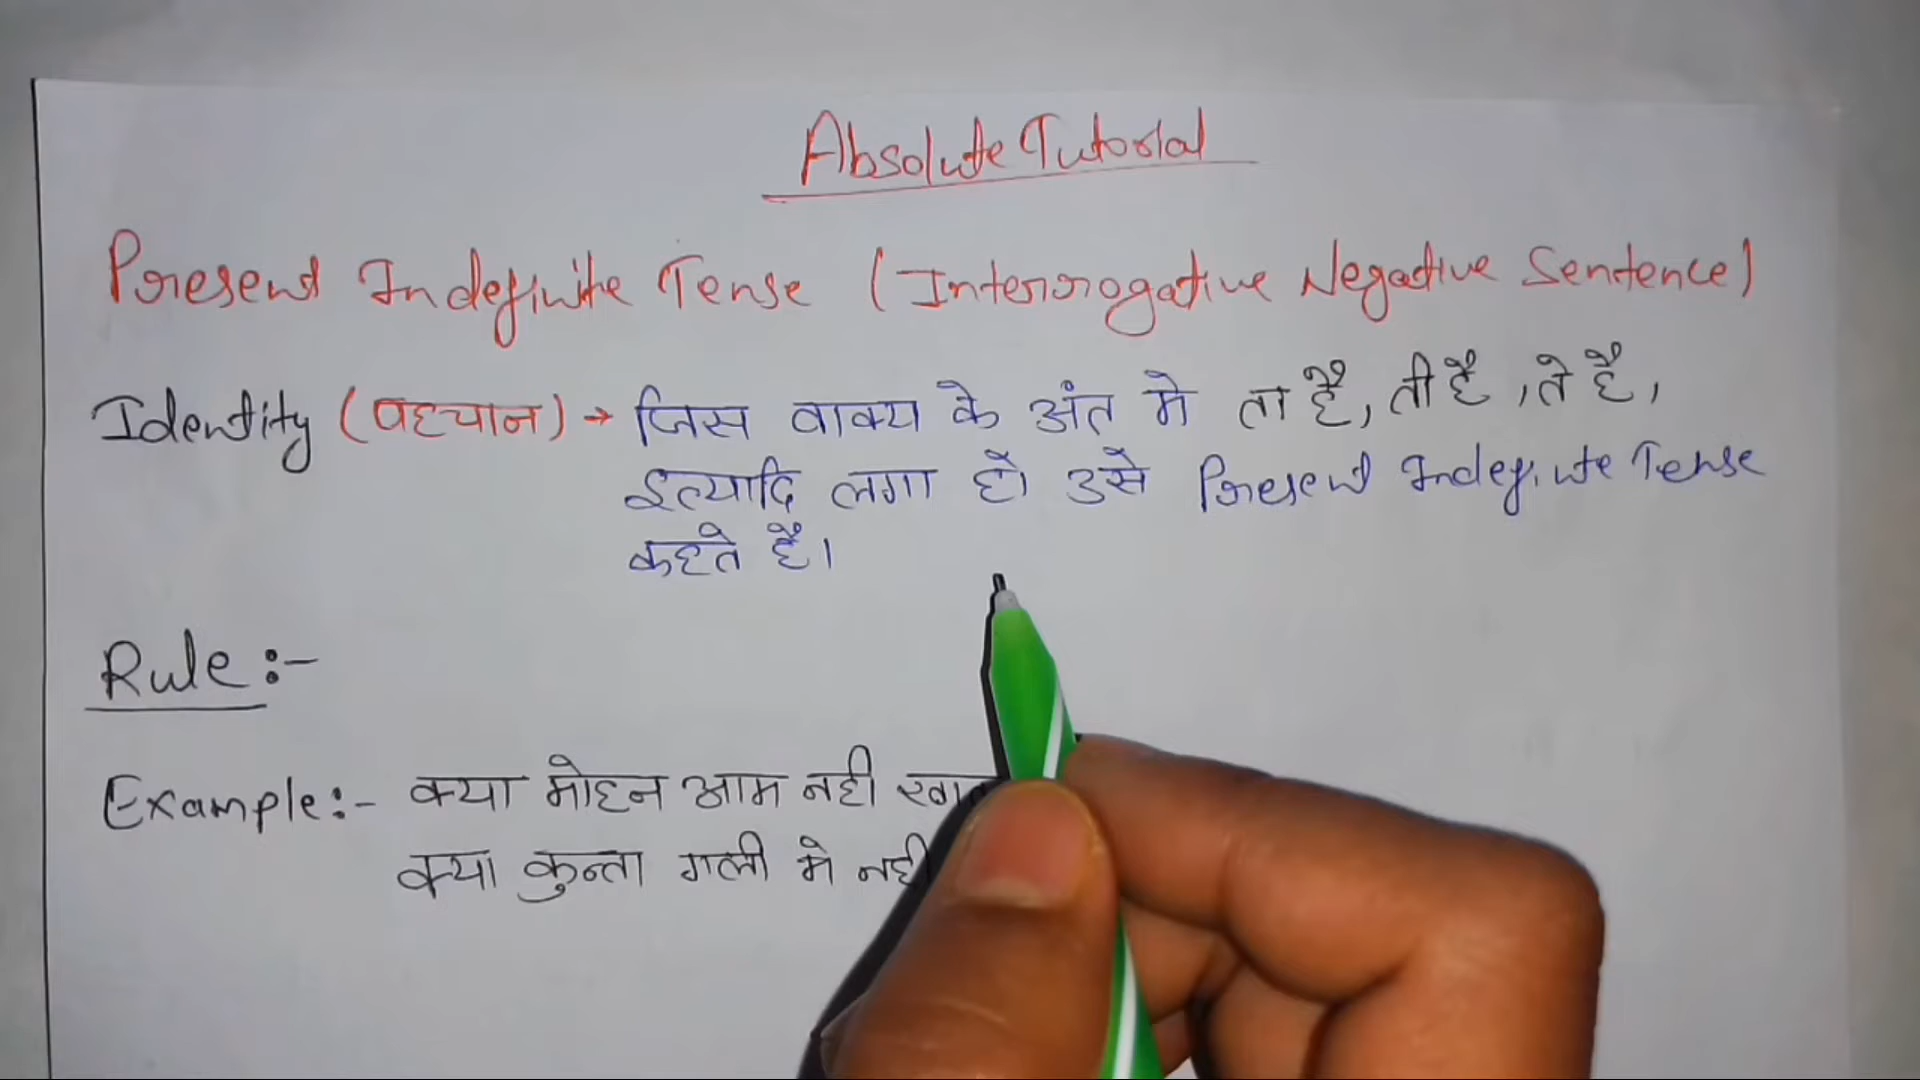 Absolute Tutorial
Present Indefinite Tense (Interrogative Negative Sentence)
Identity (पहचान) → जिस वाक्य के अंत मे ता है, ती है, ते है,
इत्यादि लगा हो उसे Present Indefinite Tense
कहते है।
Rule:-
Example:- क्या मोहन आम नही
क्या कुन्ता गली मे नही